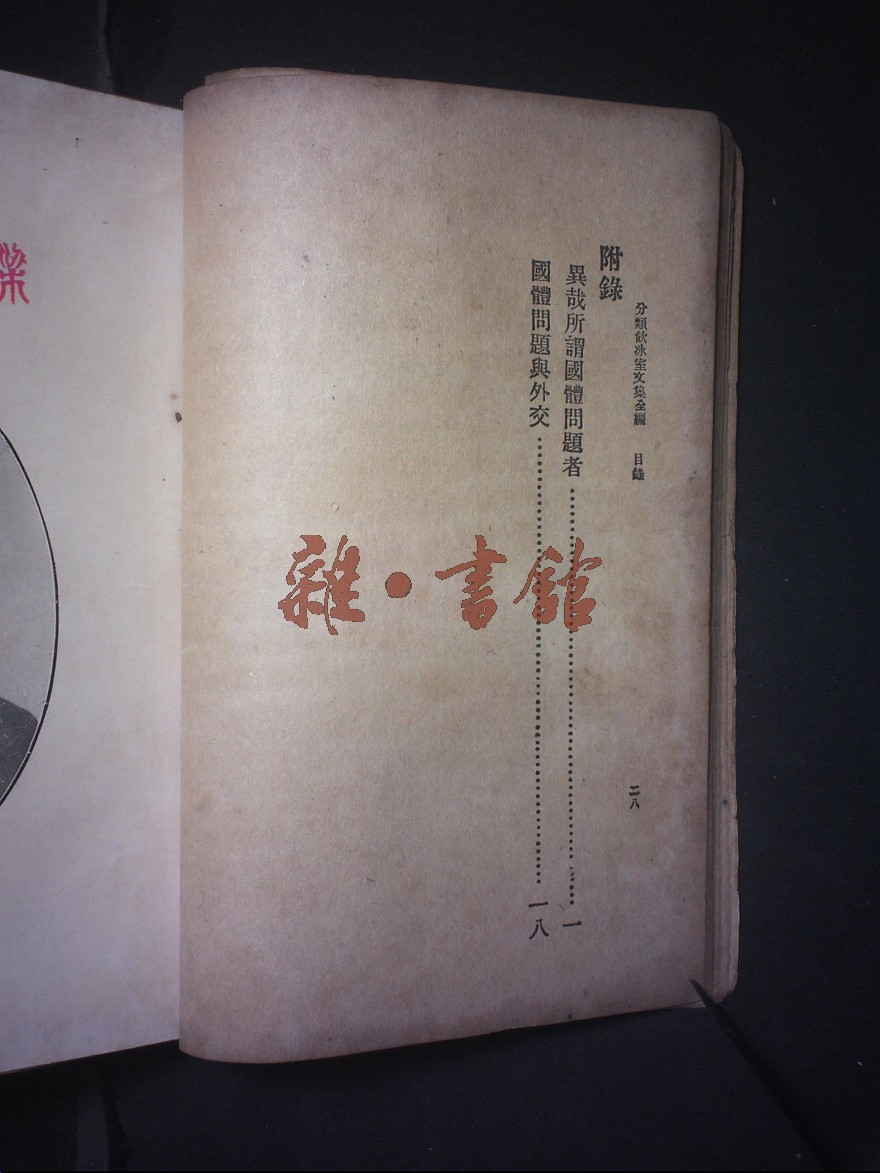 分類飲冰室文集全編　目錄　二八
附錄
異哉所謂國體問題者……一
國體問題與外交……一八
梁
雜·書館